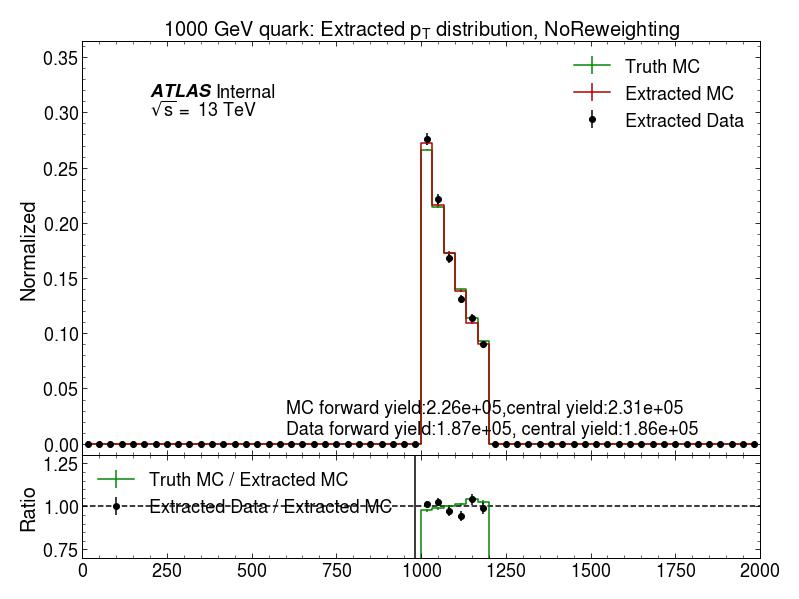 1000 GeV quark: Extracted pT distribution, NoReweighting
0.35
0.30
0.25
0.20
0.15
0.10
0.05
0.00
Normalized
ATLAS Internal
√s = 13 TeV
Truth MC
Extracted MC
Extracted Data
MC forward yield:2.26e+05,central yield:2.31e+05
Data forward yield:1.87e+05, central yield:1.86e+05
1.25
1.00
0.75
Ratio
Truth MC / Extracted MC
Extracted Data / Extracted MC
0 250 500 750 1000 1250 1500 1750 2000